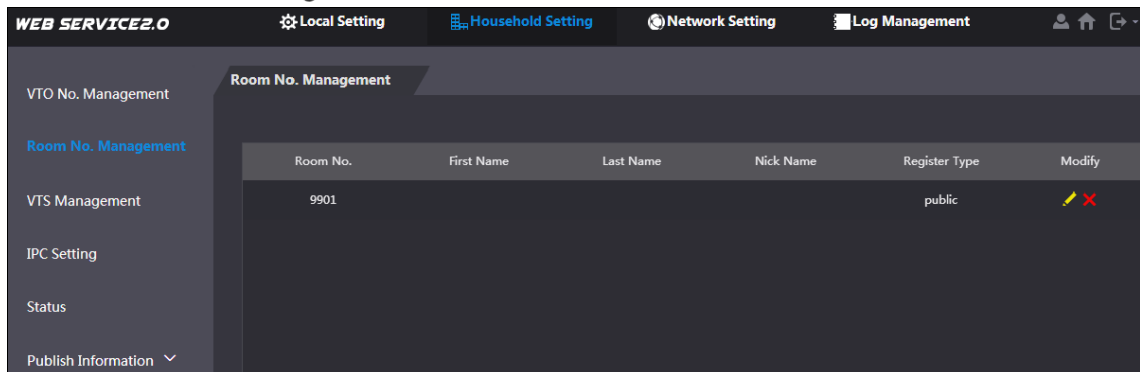 WEB SERVICE2.0 Local Setting Household Setting Network Setting Log Management
Room No. Management
VTO No. Management
Room No. Management
VTS Management
IPC Setting
Status
Publish Information
Room No. First Name Last Name Nick Name Register Type Modify
9901 public